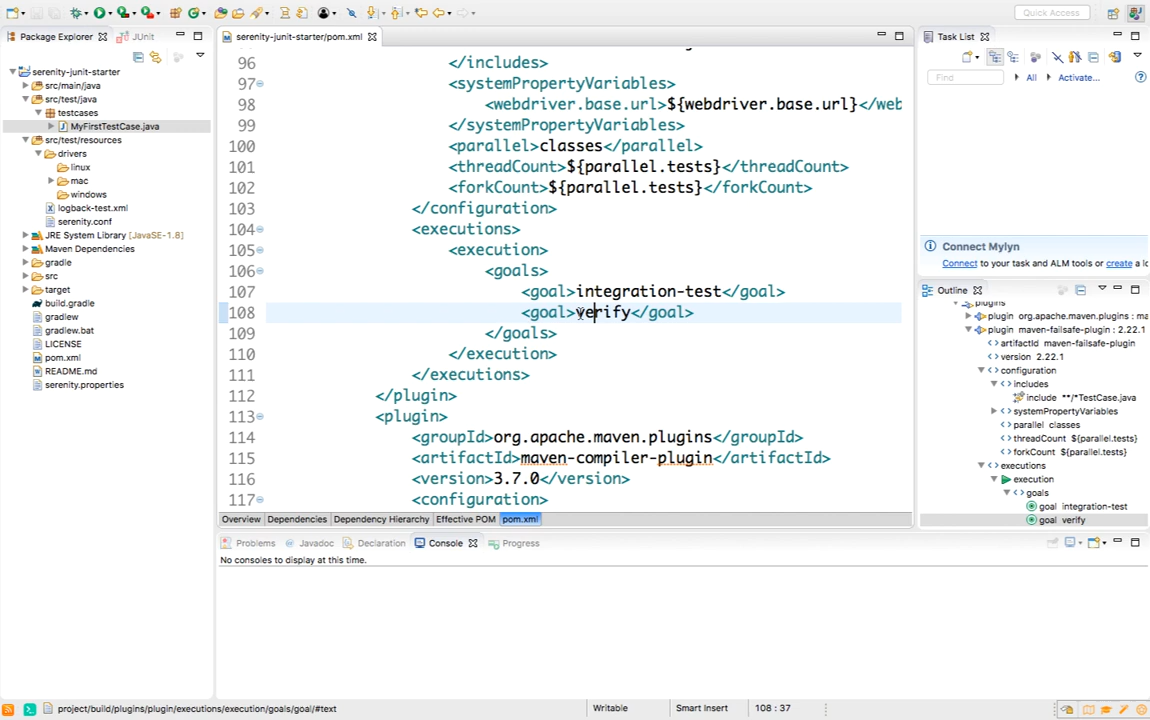 Quick Access
Package Explorer
JUnit
serenity-junit-starter
src/main/java
src/test/java
testcases
MyFirstTestCase.java
src/test/resources
drivers
linux
mac
windows
logback-test.xml
serenity.conf
JRE System Library [JavaSE-1.8]
Maven Dependencies
gradle
src
target
build.gradle
gradlew
gradlew.bat
LICENSE
pom.xml
README.md
serenity.properties
serenity-junit-starter/pom.xml
96 </includes>
97 <systemPropertyVariables>
98 <webdriver.base.url>${webdriver.base.url}</web
99 </systemPropertyVariables>
100 <parallel>classes</parallel>
101 <threadCount>${parallel.tests}</threadCount>
102 <forkCount>${parallel.tests}</forkCount>
103 </configuration>
104 <executions>
105 <execution>
106 <goals>
107 <goal>integration-test</goal>
108 <goal>verify</goal>
109 </goals>
110 </execution>
111 </executions>
112 </plugin>
113 <plugin>
114 <groupId>org.apache.maven.plugins</groupId>
115 <artifactId>maven-compiler-plugin</artifactId>
116 <version>3.7.0</version>
117 <configuration>
Overview Dependencies Dependency Hierarchy Effective POM pom.xml
Problems Javadoc Declaration Console Progress
No consoles to display at this time.
Task List
Find All Activate...
Connect Mylyn
Connect to your task and ALM tools or create a lo
Outline
plugins
plugin org.apache.maven.plugins : ma
plugin maven-failsafe-plugin : 2.22.1
artifactId maven-failsafe-plugin
version 2.22.1
configuration
includes
include **/*TestCase.java
systemPropertyVariables
parallel classes
threadCount ${parallel.tests}
forkCount ${parallel.tests}
executions
execution
goals
goal integration-test
goal verify
project/build/plugins/plugin/executions/execution/goals/goal/#text
Writable
Smart Insert
108 : 37